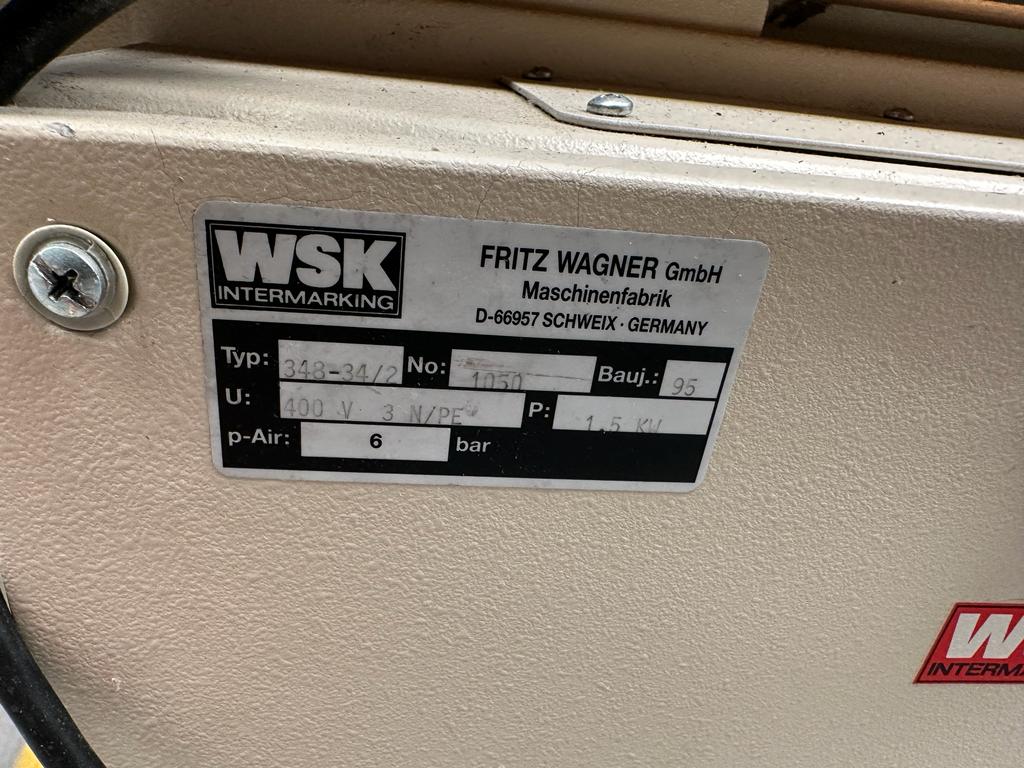 WSK
INTERMARKING
FRITZ WAGNER GmbH
Maschinenfabrik
D-66957 SCHWEIX · GERMANY
Typ: 348-34/2 No: 1050 Bauj.: 95
U: 400 V 3 N/PE P: 1.5 KW
p-Air: 6 bar
W
INTERMA